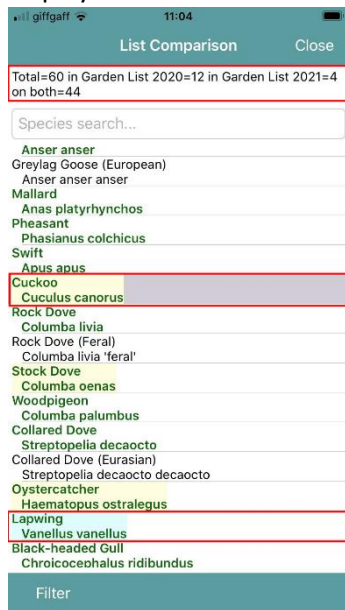 giffgaff 11:04
List Comparison Close
Total=60 in Garden List 2020=12 in Garden List 2021=4
on both=44
Species search...
Anser anser
Greylag Goose (European)
Anser anser anser
Mallard
Anas platyrhynchos
Pheasant
Phasianus colchicus
Swift
Apus apus
Cuckoo
Cuculus canorus
Rock Dove
Columba livia
Rock Dove (Feral)
Columba livia 'feral'
Stock Dove
Columba oenas
Woodpigeon
Columba palumbus
Collared Dove
Streptopelia decaocto
Collared Dove (Eurasian)
Streptopelia decaocto decaocto
Oystercatcher
Haematopus ostralegus
Lapwing
Vanellus vanellus
Black-headed Gull
Chroicocephalus ridibundus
Filter